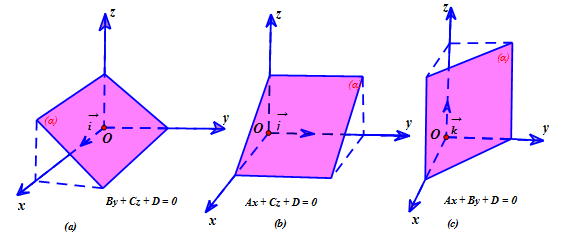 z
(α)
i
O
y
x
By + Cz + D = 0
(a)
z
(α)
O
j
y
x
Ax + Cz + D = 0
(b)
z
(α)
O
k
y
x
Ax + By + D = 0
(c)